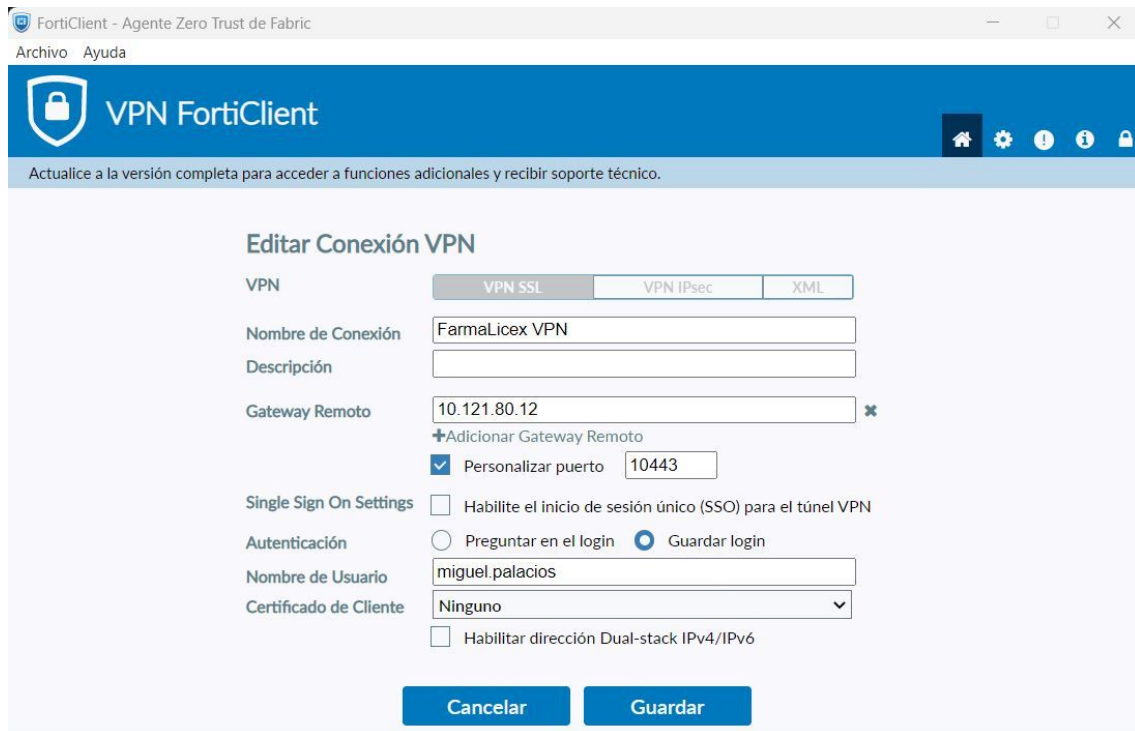 FortiClient - Agente Zero Trust de Fabric
Archivo Ayuda
VPN FortiClient
Actualice a la versión completa para acceder a funciones adicionales y recibir soporte técnico.
Editar Conexión VPN
VPN VPN SSL VPN IPsec XML
Nombre de Conexión FarmaLicex VPN
Descripción
Gateway Remoto 10.121.80.12
+Adicionar Gateway Remoto
Personalizar puerto 10443
Single Sign On Settings Habilite el inicio de sesión único (SSO) para el túnel VPN
Autenticación Preguntar en el login Guardar login
Nombre de Usuario miguel.palacios
Certificado de Cliente Ninguno
Habilitar dirección Dual-stack IPv4/IPv6
Cancelar Guardar